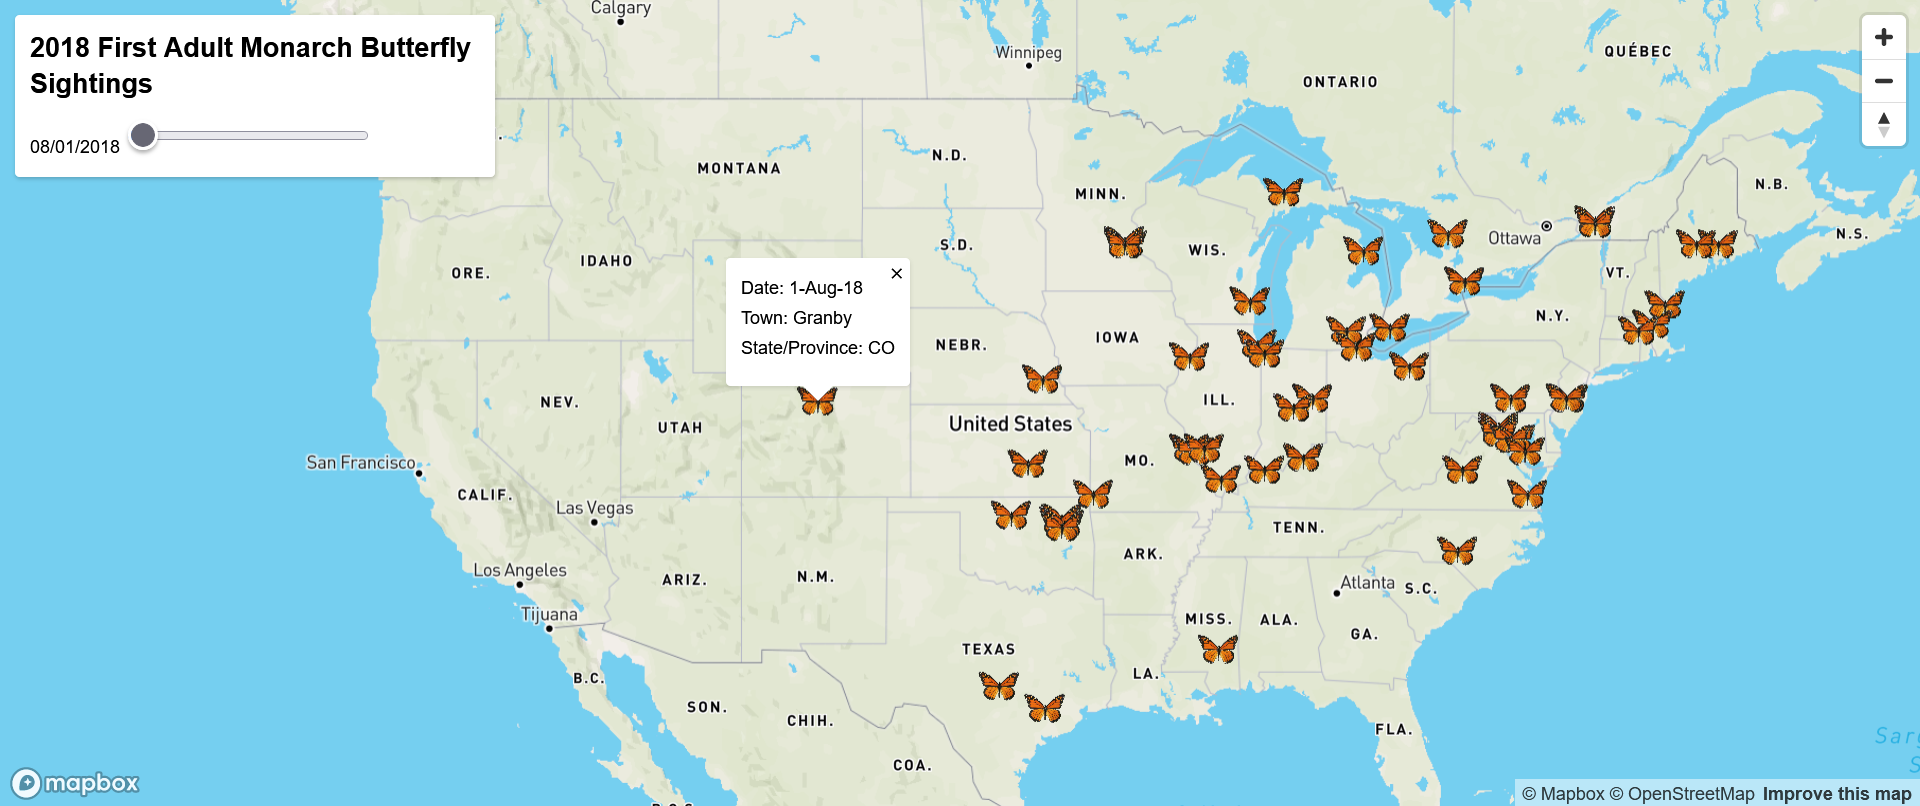 2018 First Adult Monarch Butterfly
Sightings
08/01/2018
Calgary
Winnipeg
ONTARIO
QUÉBEC
N.B.
N.S.
Ottawa
MONTANA
N.D.
MINN.
S.D.
WIS.
VT.
ORE.
IDAHO
N.Y.
Date: 1-Aug-18
Town: Granby
State/Province: CO
NEBR.
IOWA
ILL.
NEV.
UTAH
United States
MO.
San Francisco
CALIF.
Las Vegas
TENN.
ARK.
Los Angeles
ARIZ.
N.M.
Atlanta
S.C.
Tijuana
MISS.
ALA.
GA.
TEXAS
LA.
B.C.
SON.
CHIH.
FLA.
COA.
mapbox
© Mapbox © OpenStreetMap Improve this map